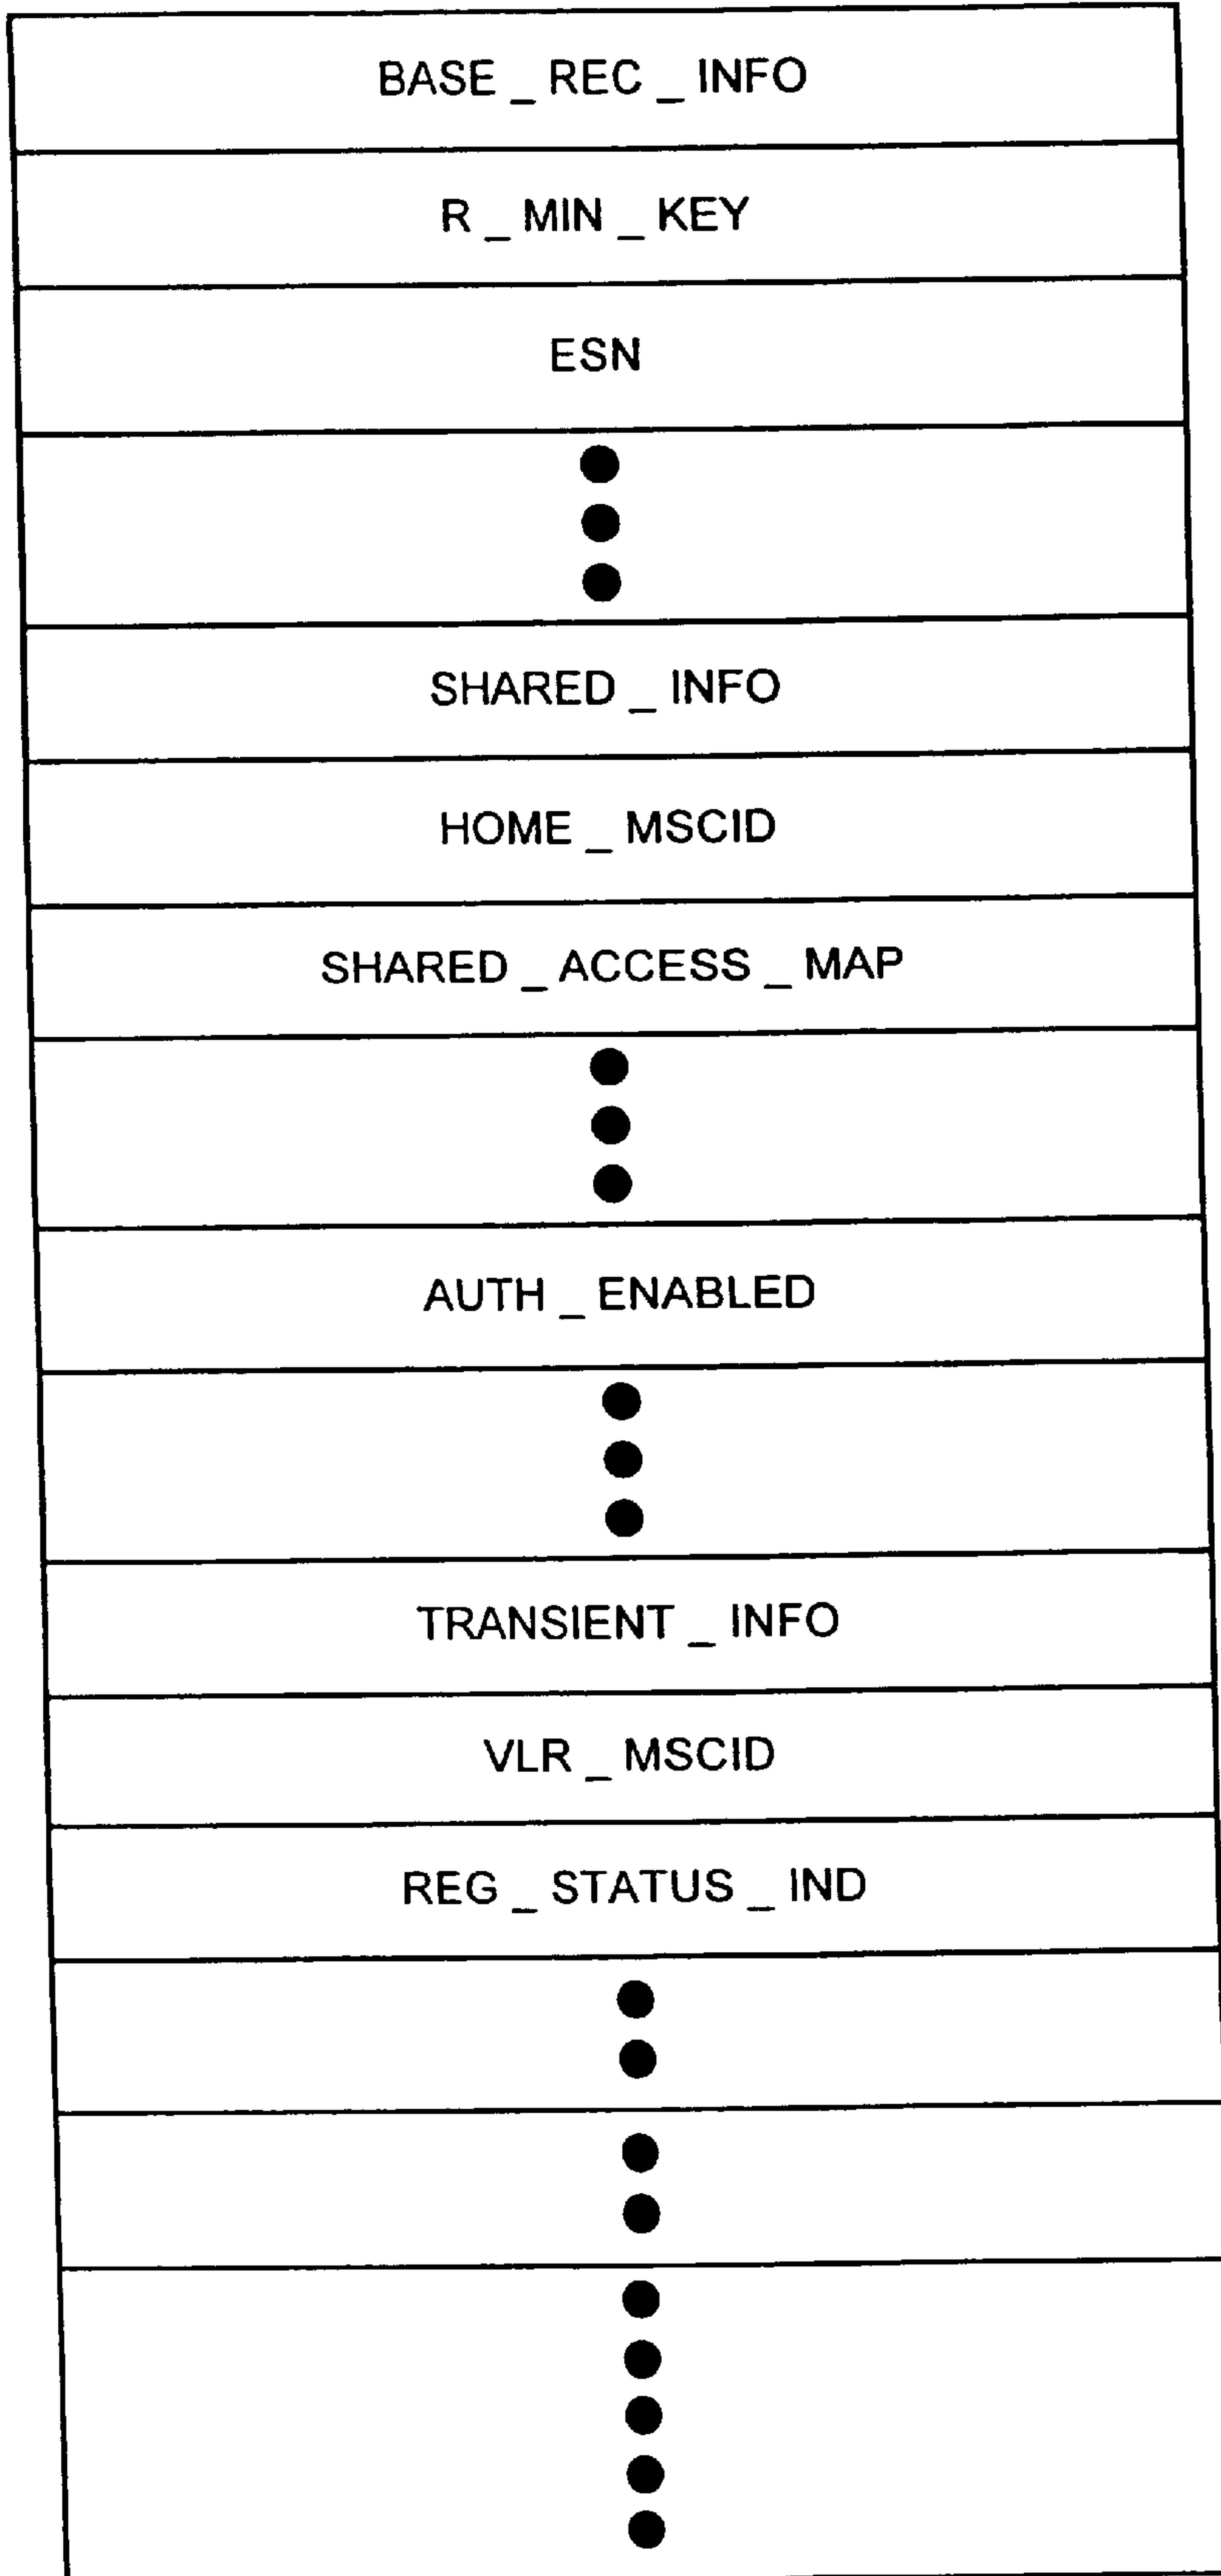 BASE _ REC _ INFO
R _ MIN _ KEY
ESN
SHARED _ INFO
HOME _ MSCID
SHARED _ ACCESS _ MAP
AUTH _ ENABLED
TRANSIENT _ INFO
VLR _ MSCID
REG _ STATUS _ IND